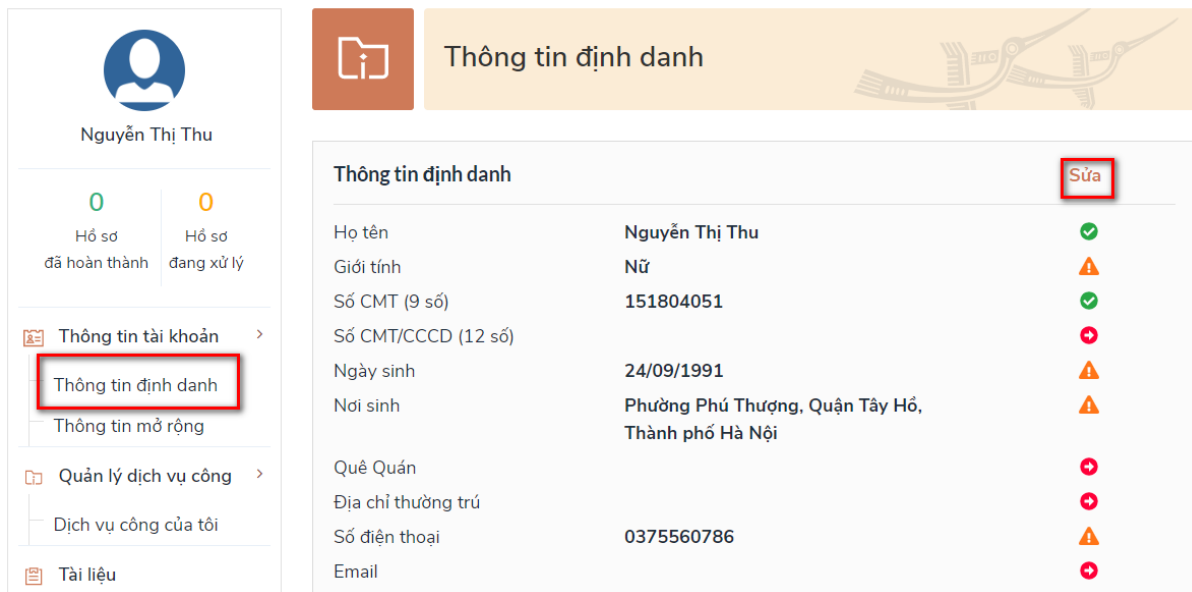 Nguyễn Thị Thu
0 0
Hồ sơ Hồ sơ
đã hoàn thành đang xử lý
Thông tin tài khoản
Thông tin định danh
Thông tin mở rộng
Quản lý dịch vụ công
Dịch vụ công của tôi
Tài liệu
Thông tin định danh
Thông tin định danh Sửa
Họ tên Nguyễn Thị Thu
Giới tính Nữ
Số CMT (9 số) 151804051
Số CMT/CCCD (12 số)
Ngày sinh 24/09/1991
Nơi sinh Phường Phú Thượng, Quận Tây Hồ,
Thành phố Hà Nội
Quê Quán
Địa chỉ thường trú
Số điện thoại 0375560786
Email